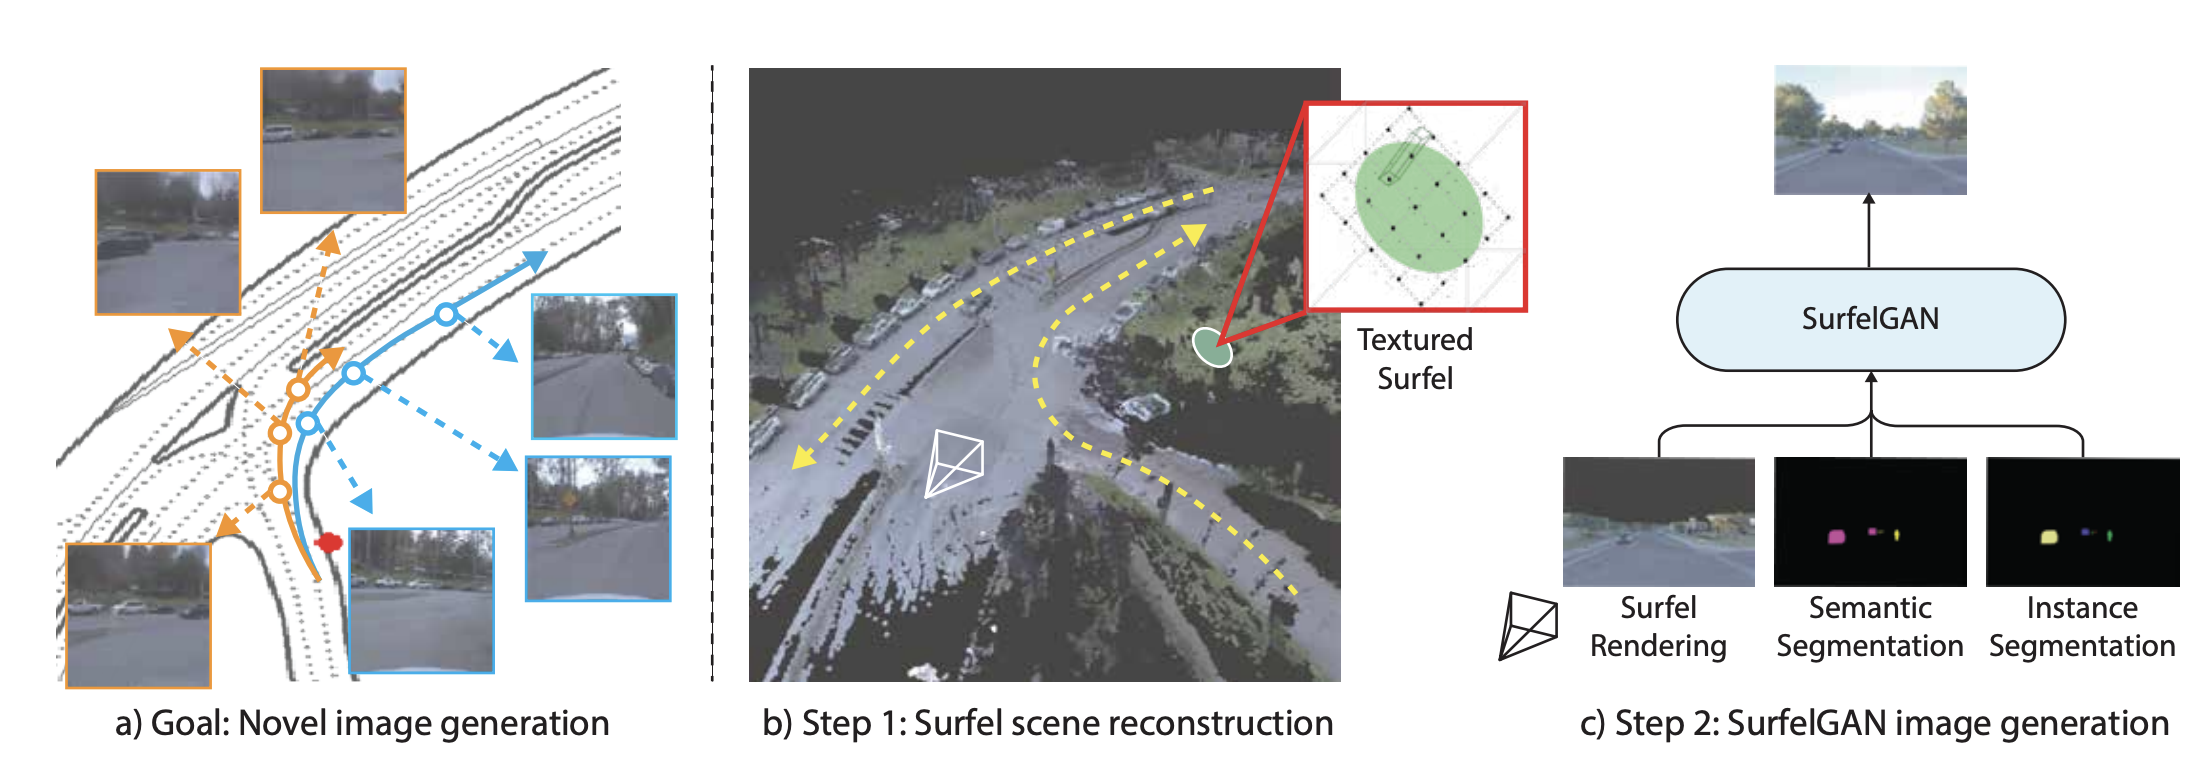 Textured
Surfel
SurfelGAN
Surfel
Rendering
Semantic
Segmentation
Instance
Segmentation
a) Goal: Novel image generation
b) Step 1: Surfel scene reconstruction
c) Step 2: SurfelGAN image generation